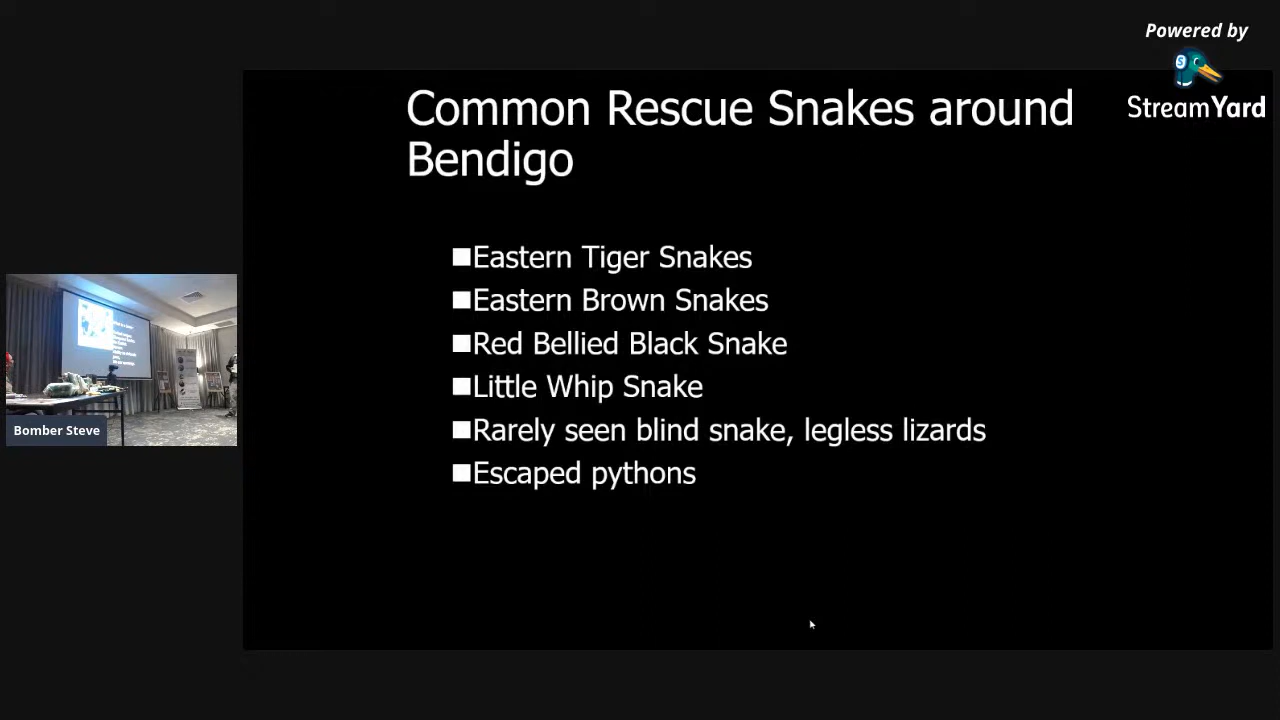 Powered by
StreamYard
Common Rescue Snakes around
Bendigo
Eastern Tiger Snakes
Eastern Brown Snakes
Red Bellied Black Snake
Little Whip Snake
Rarely seen blind snake, legless lizards
Escaped pythons
Bomber Steve